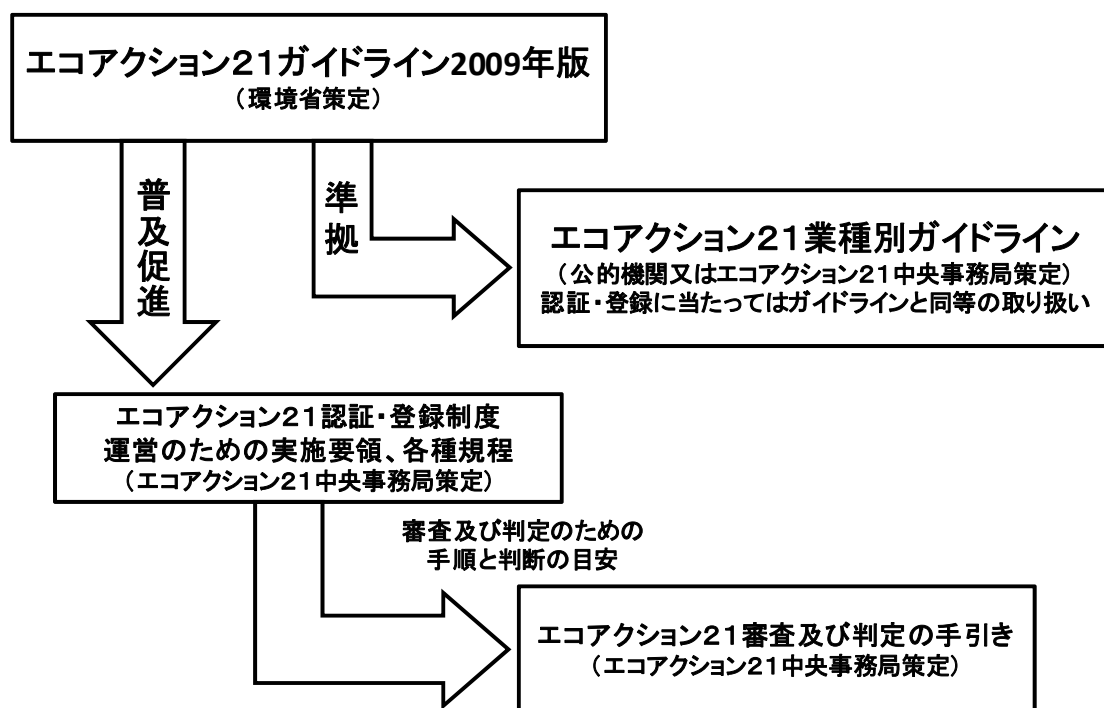 エコアクション21ガイドライン2009年版
(環境省策定)
普及促進
準拠
エコアクション21業種別ガイドライン
(公的機関又はエコアクション21中央事務局策定)
認証・登録に当たってはガイドラインと同等の取り扱い
エコアクション21認証・登録制度
運営のための実施要領、各種規程
(エコアクション21中央事務局策定)
審査及び判定のための
手順と判断の目安
エコアクション21審査及び判定の手引き
(エコアクション21中央事務局策定)